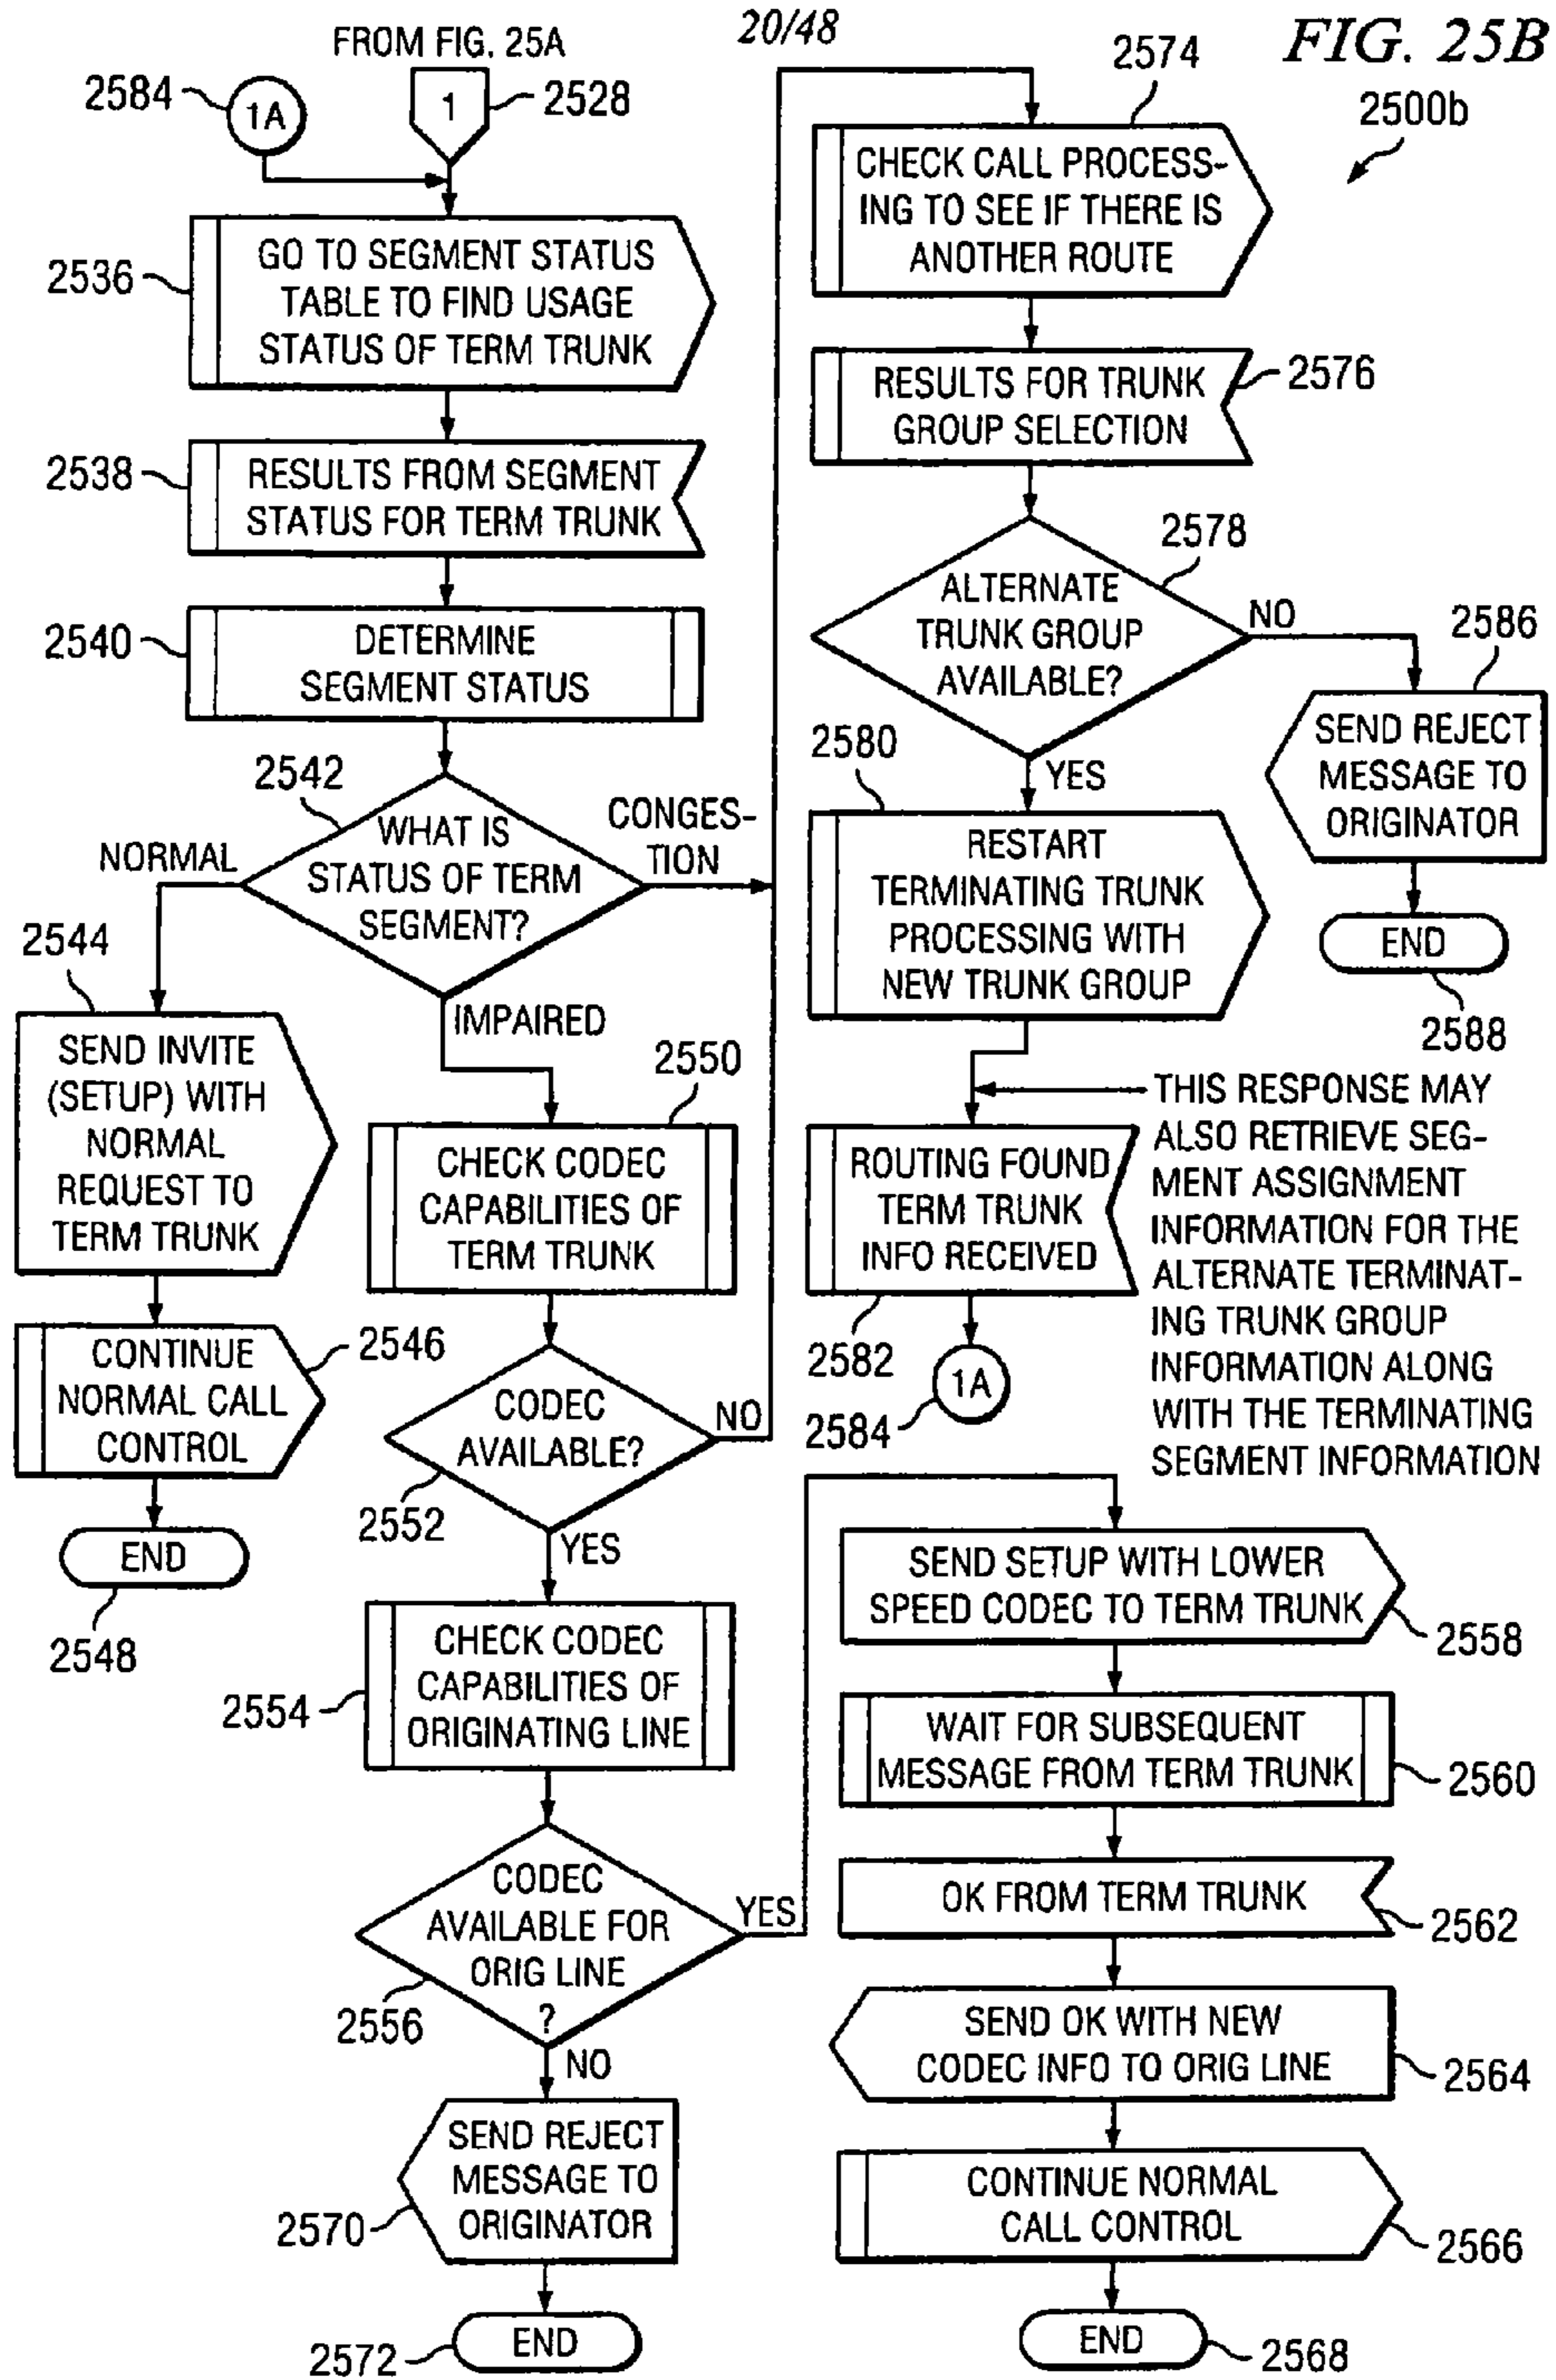 20/48
FIG. 25B
2500b
FROM FIG. 25A
2584
1A
1
2528
2536
GO TO SEGMENT STATUS
TABLE TO FIND USAGE
STATUS OF TERM TRUNK
2538
RESULTS FROM SEGMENT
STATUS FOR TERM TRUNK
2540
DETERMINE
SEGMENT STATUS
2542
WHAT IS
STATUS OF TERM
SEGMENT?
NORMAL
CONGES-
TION
IMPAIRED
2544
SEND INVITE
(SETUP) WITH
NORMAL
REQUEST TO
TERM TRUNK
2546
CONTINUE
NORMAL CALL
CONTROL
END
2548
2550
CHECK CODEC
CAPABILITIES OF
TERM TRUNK
CODEC
AVAILABLE?
NO
2552
YES
2554
CHECK CODEC
CAPABILITIES OF
ORIGINATING LINE
CODEC
AVAILABLE FOR
ORIG LINE
?
YES
2556
NO
SEND REJECT
MESSAGE TO
ORIGINATOR
2570
END
2572
2574
CHECK CALL PROCESS-
ING TO SEE IF THERE IS
ANOTHER ROUTE
RESULTS FOR TRUNK
GROUP SELECTION
2576
2578
ALTERNATE
TRUNK GROUP
AVAILABLE?
NO
YES
2586
SEND REJECT
MESSAGE TO
ORIGINATOR
END
2588
2580
RESTART
TERMINATING TRUNK
PROCESSING WITH
NEW TRUNK GROUP
ROUTING FOUND
TERM TRUNK
INFO RECEIVED
2582
1A
2584
THIS RESPONSE MAY
ALSO RETRIEVE SEG-
MENT ASSIGNMENT
INFORMATION FOR THE
ALTERNATE TERMINAT-
ING TRUNK GROUP
INFORMATION ALONG
WITH THE TERMINATING
SEGMENT INFORMATION
SEND SETUP WITH LOWER
SPEED CODEC TO TERM TRUNK
2558
WAIT FOR SUBSEQUENT
MESSAGE FROM TERM TRUNK
2560
OK FROM TERM TRUNK
2562
SEND OK WITH NEW
CODEC INFO TO ORIG LINE
2564
CONTINUE NORMAL
CALL CONTROL
2566
END
2568